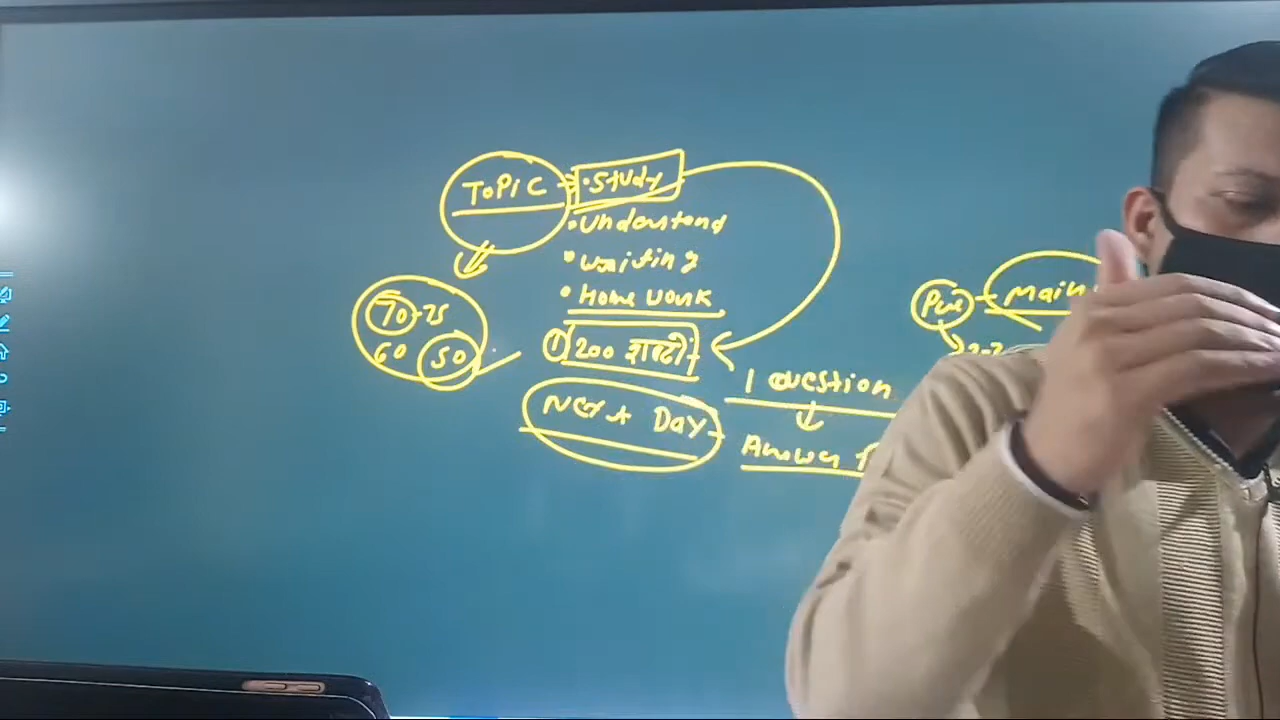 TOPIC
• Study
• Understand
• Writing
• Home Work
70-75
60 50
① 200 शब्दों
Next Day
1 Question
Answer
Pre - Main